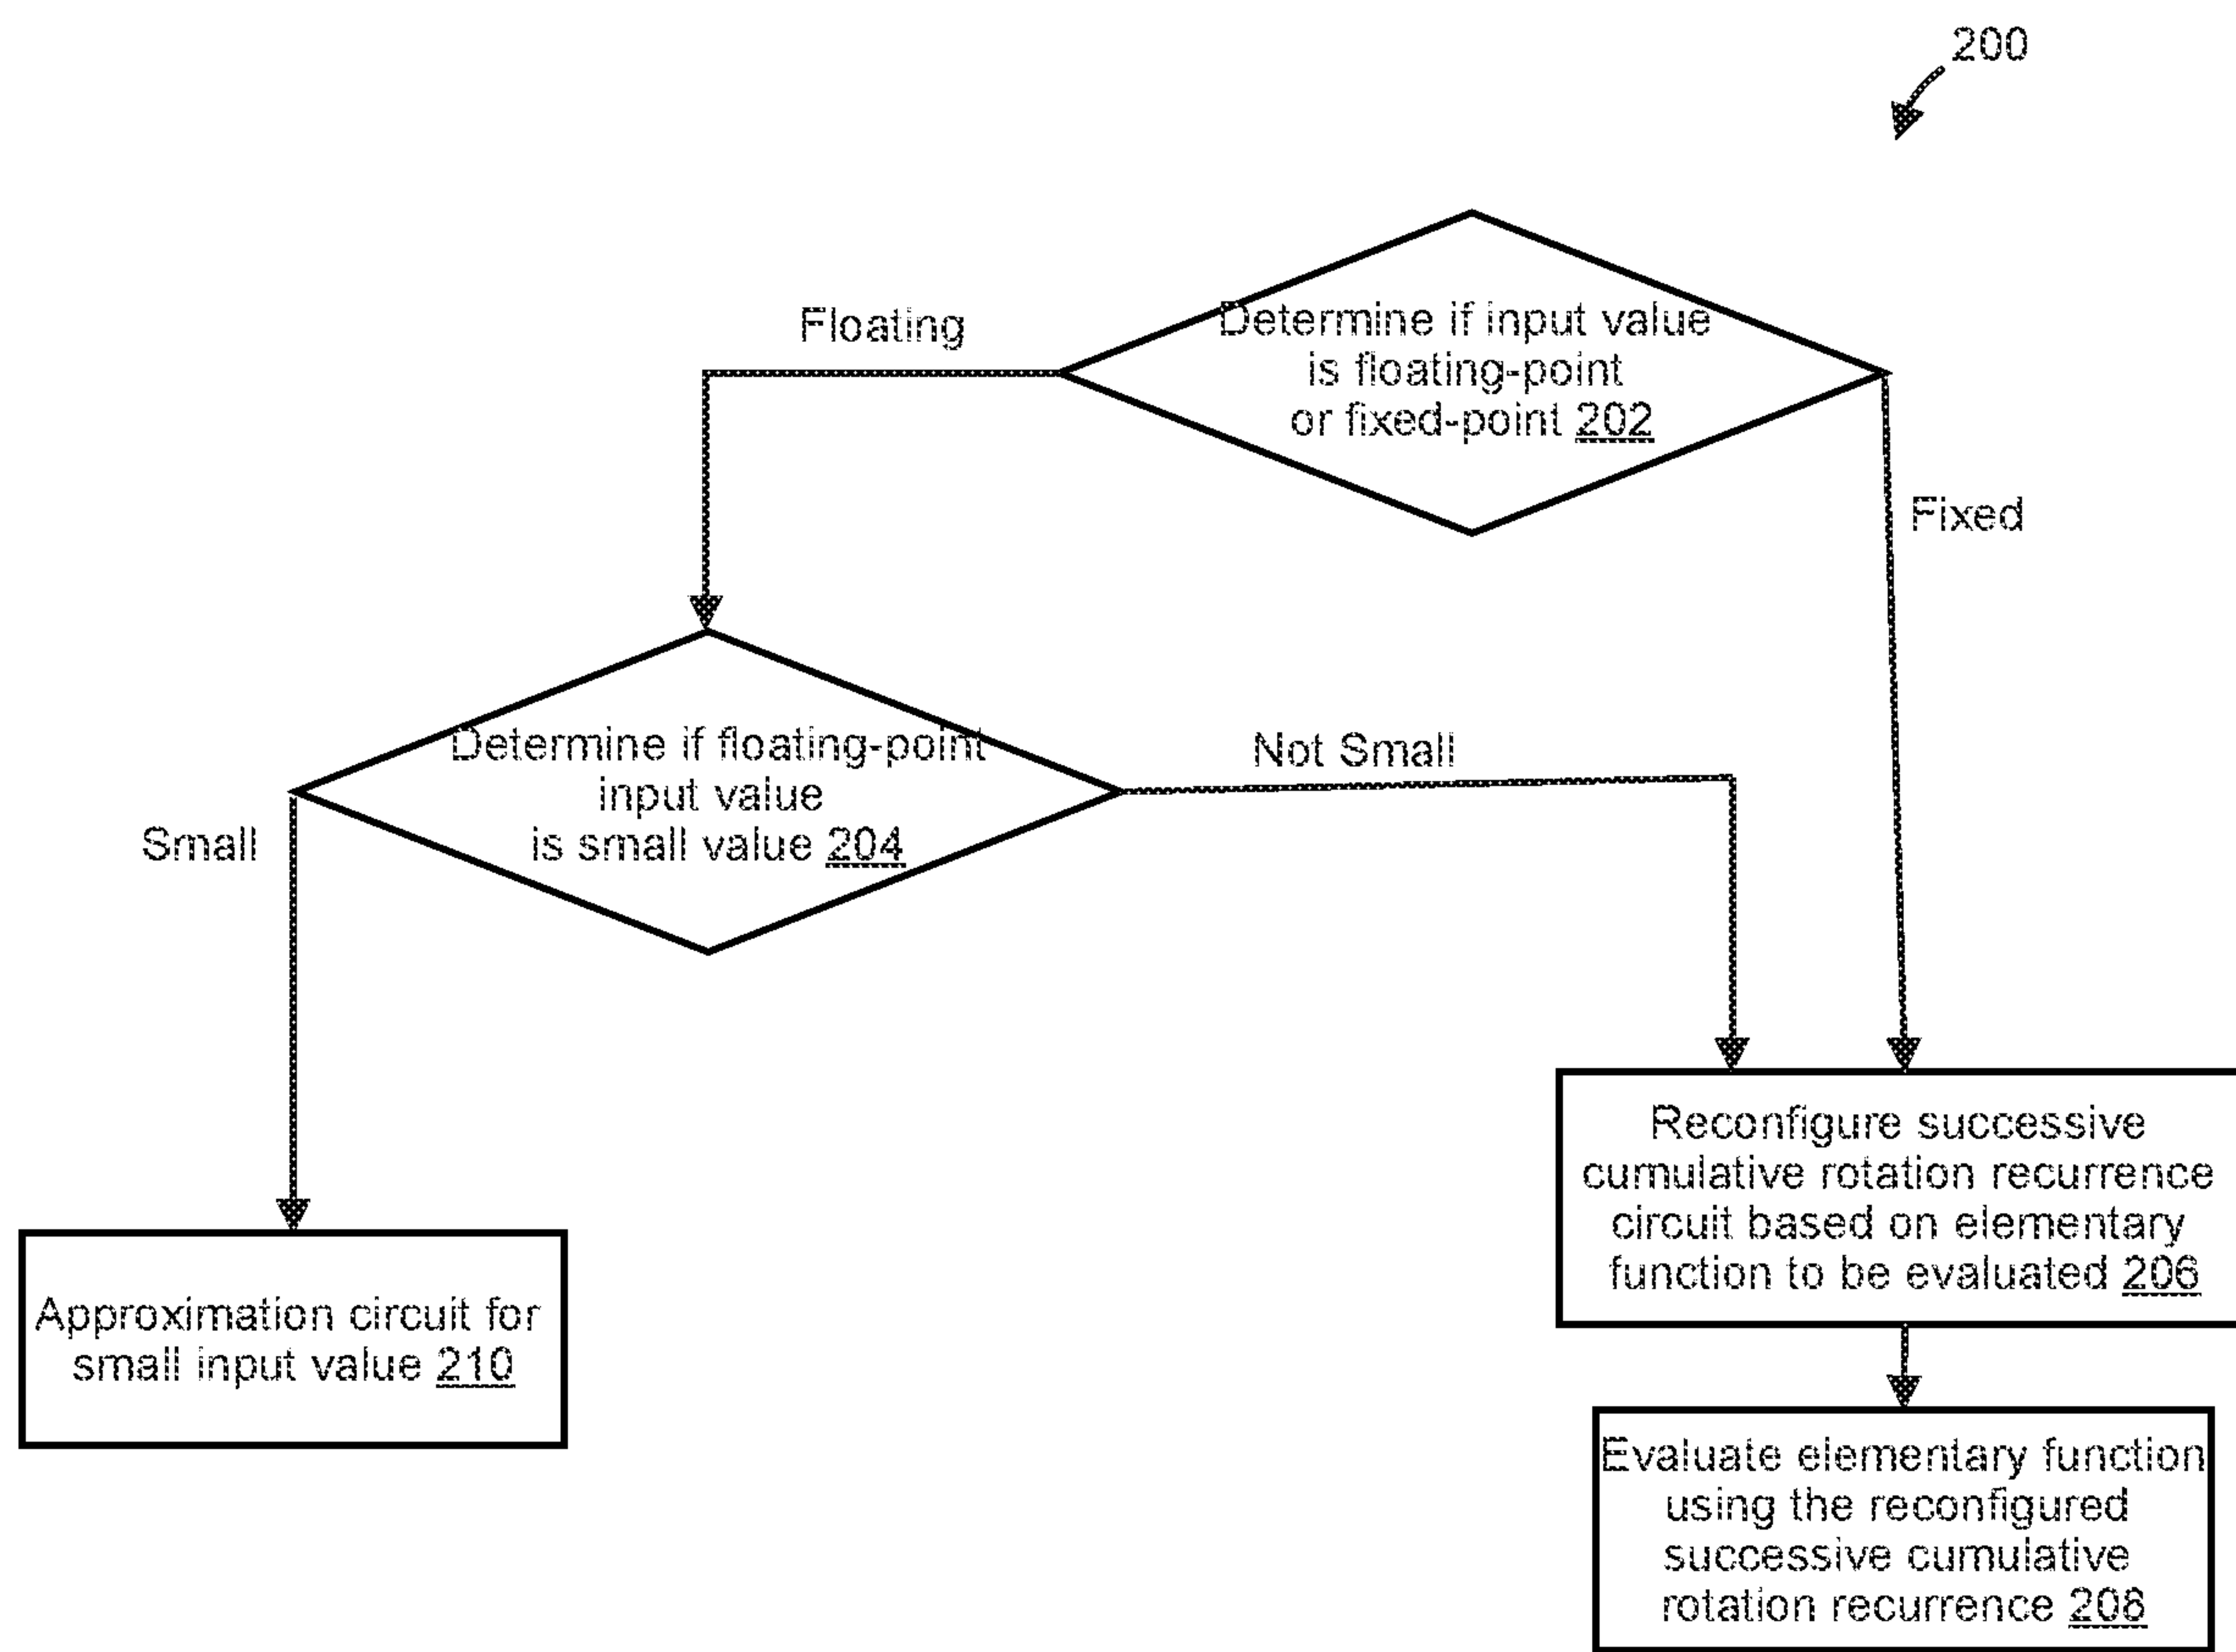 200
Determine if input value
is floating-point
or fixed-point 202
Floating
Fixed
Determine if floating-point
input value
is small value 204
Small
Not Small
Reconfigure successive
cumulative rotation recurrence
circuit based on elementary
function to be evaluated 206
Approximation circuit for
small input value 210
Evaluate elementary function
using the reconfigured
successive cumulative
rotation recurrence 208